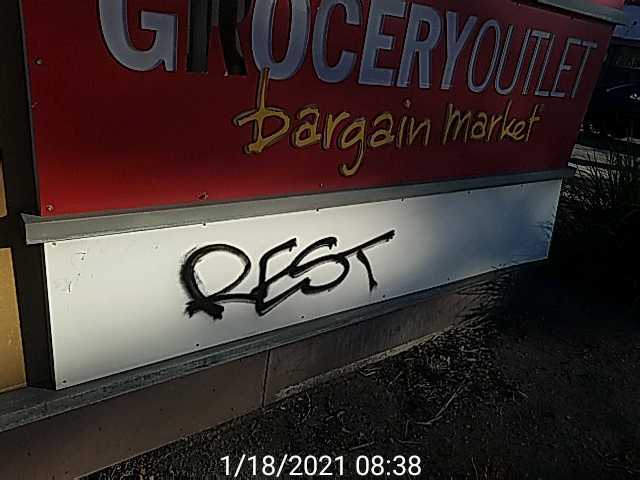 GROCERY OUTLET
bargain market
REST
1/18/2021 08:38